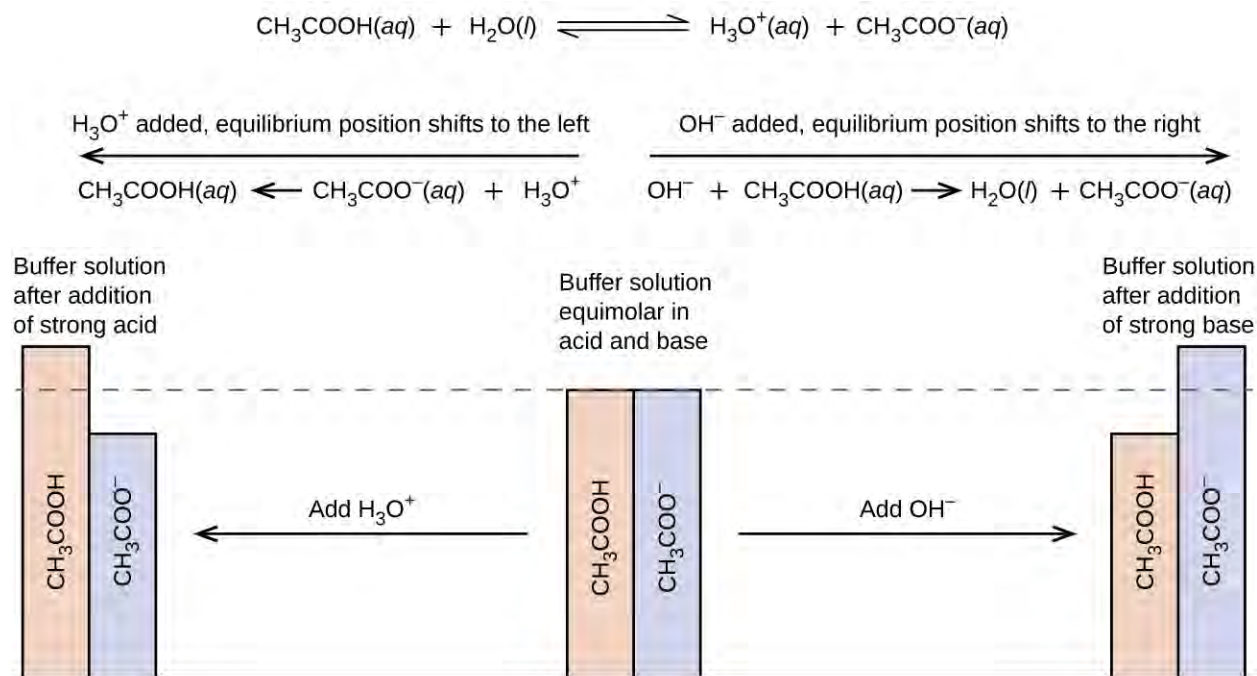 CH₃COOH(aq) + H₂O(l) ⇌ H₃O⁺(aq) + CH₃COO⁻(aq)
H₃O⁺ added, equilibrium position shifts to the left
OH⁻ added, equilibrium position shifts to the right
CH₃COOH(aq) ← CH₃COO⁻(aq) + H₃O⁺
OH⁻ + CH₃COOH(aq) → H₂O(l) + CH₃COO⁻(aq)
Buffer solution
after addition
of strong acid
Buffer solution
equimolar in
acid and base
Buffer solution
after addition
of strong base
CH₃COOH
CH₃COO⁻
Add H₃O⁺
CH₃COOH
CH₃COO⁻
Add OH⁻
CH₃COOH
CH₃COO⁻